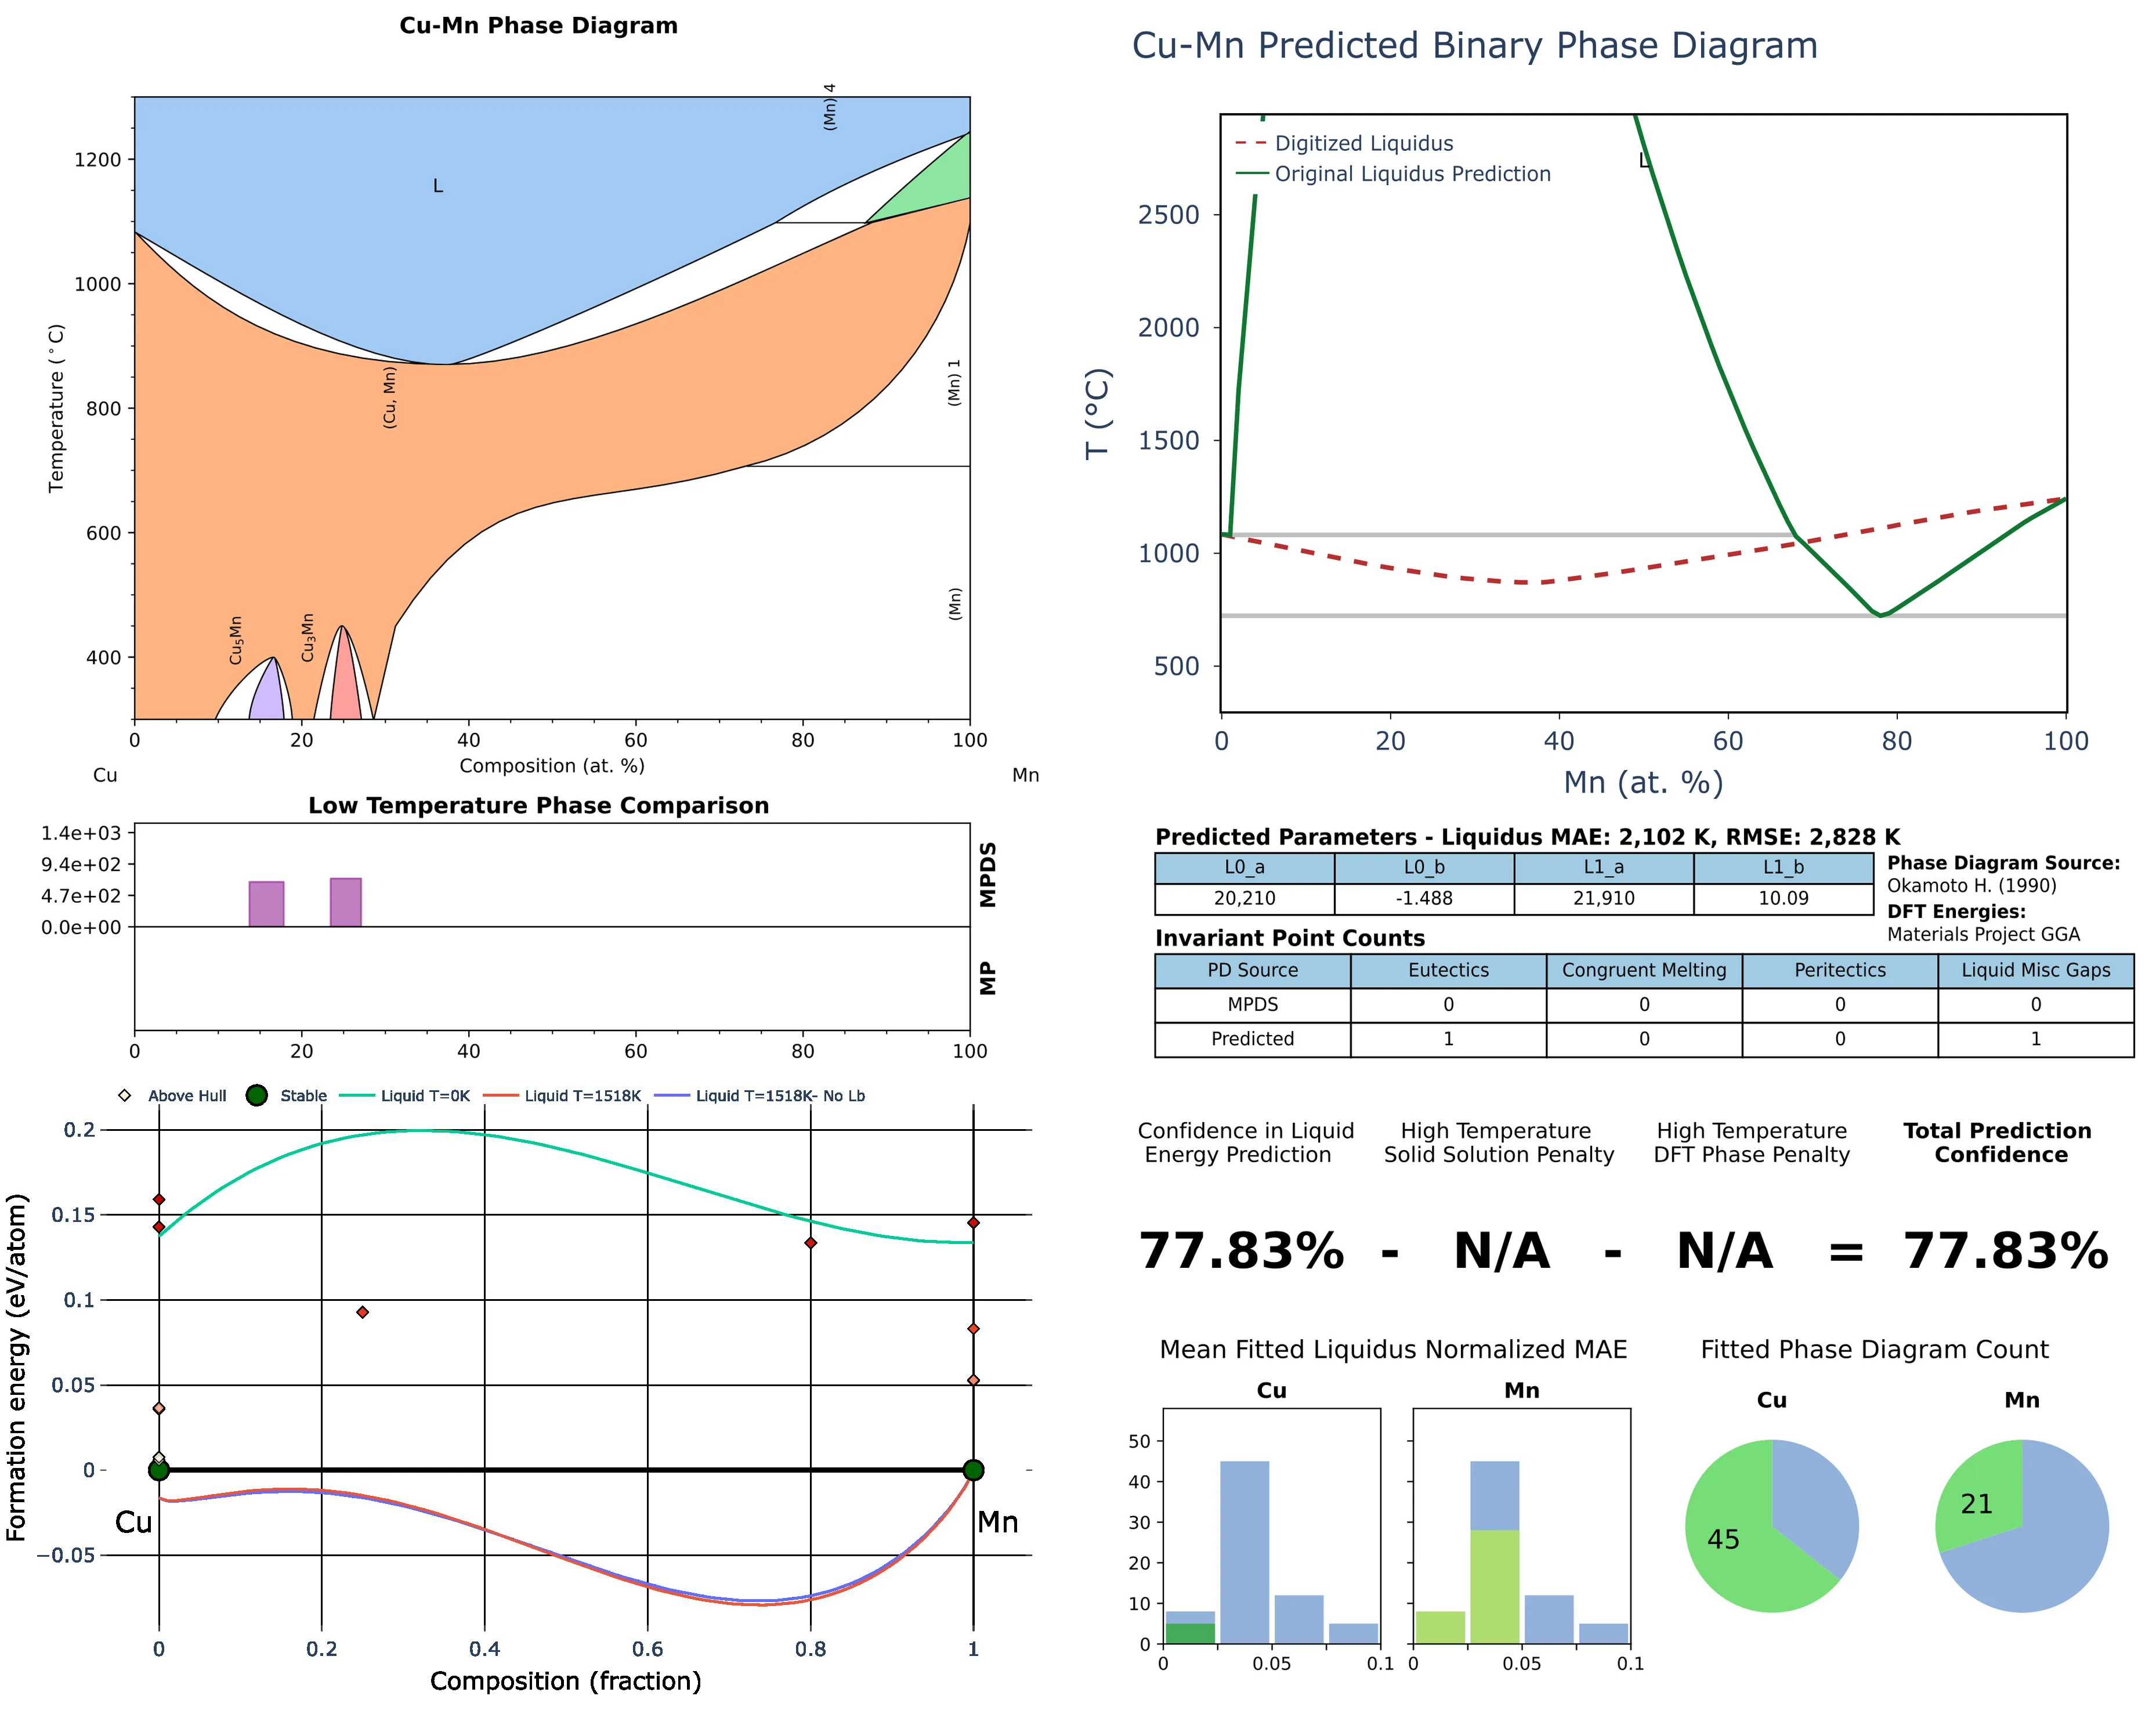 Cu-Mn Phase Diagram
(Mn) 4
1200
L
1000
Temperature (°C)
(Cu, Mn)
(Mn) 1
800
600
Cu5Mn
Cu3Mn
(Mn)
400
0 20 40 60 80 100
Composition (at. %)
Cu Mn
Low Temperature Phase Comparison
1.4e+03
9.4e+02
4.7e+02
0.0e+00
MPDS
MP
0 20 40 60 80 100
Above Hull Stable Liquid T=0K Liquid T=1518K Liquid T=1518K- No Lb
0.2
0.15
0.1
0.05
0
−0.05
Formation energy (eV/atom)
Cu Mn
0 0.2 0.4 0.6 0.8 1
Composition (fraction)
Cu-Mn Predicted Binary Phase Diagram
Digitized Liquidus
Original Liquidus Prediction
L
2500
2000
1500
1000
500
T (°C)
0 20 40 60 80 100
Mn (at. %)
Predicted Parameters - Liquidus MAE: 2,102 K, RMSE: 2,828 K
L0_a L0_b L1_a L1_b
20,210 -1.488 21,910 10.09
Phase Diagram Source:
Okamoto H. (1990)
DFT Energies:
Materials Project GGA
Invariant Point Counts
PD Source Eutectics Congruent Melting Peritectics Liquid Misc Gaps
MPDS 0 0 0 0
Predicted 1 0 0 1
Confidence in Liquid Energy Prediction
High Temperature Solid Solution Penalty
High Temperature DFT Phase Penalty
Total Prediction Confidence
77.83% - N/A - N/A = 77.83%
Mean Fitted Liquidus Normalized MAE
Cu Mn
50
40
30
20
10
0
0 0.05 0.1 0 0.05 0.1
Fitted Phase Diagram Count
Cu Mn
45 21